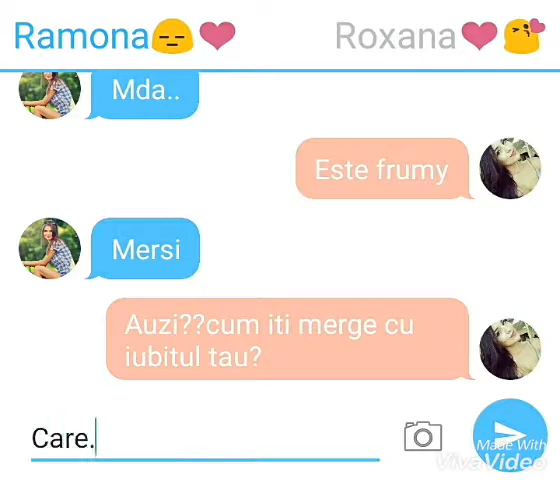 Ramona😑❤ Roxana❤😘
Mda..
Este frumy
Mersi
Auzi??cum iti merge cu
iubitul tau?
Care.
Made With
VivaVideo